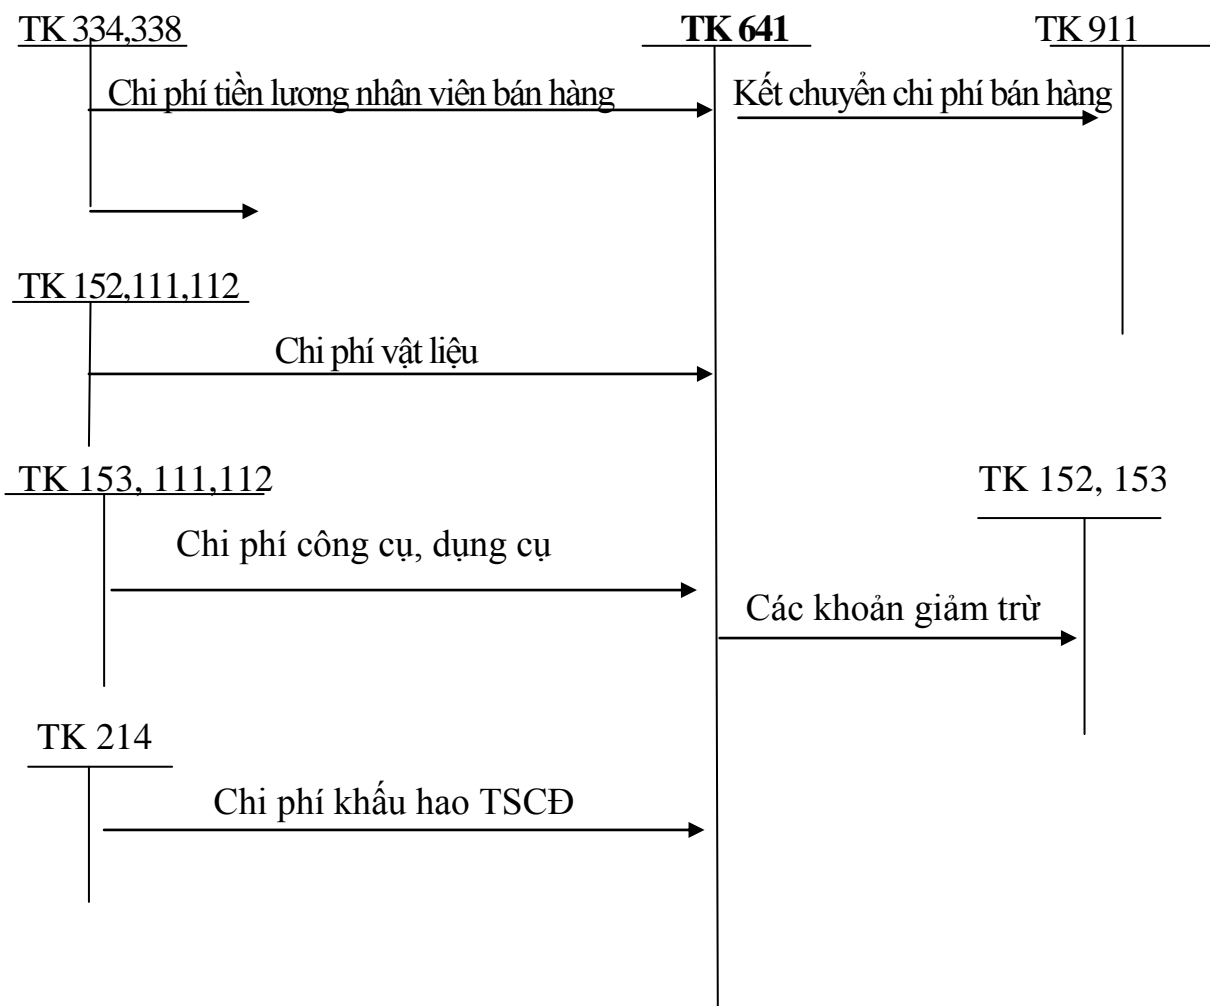 TK 334,338
TK 641
TK 911
Chi phí tiền lương nhân viên bán hàng
Kết chuyển chi phí bán hàng
TK 152,111,112
Chi phí vật liệu
TK 153, 111,112
TK 152, 153
Chi phí công cụ, dụng cụ
Các khoản giảm trừ
TK 214
Chi phí khấu hao TSCĐ